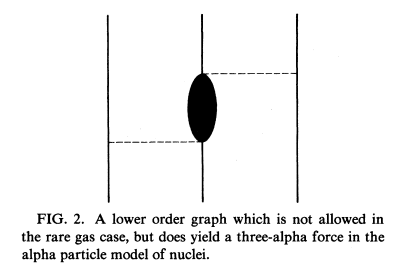 FIG. 2. A lower order graph which is not allowed in
the rare gas case, but does yield a three-alpha force in the
alpha particle model of nuclei.